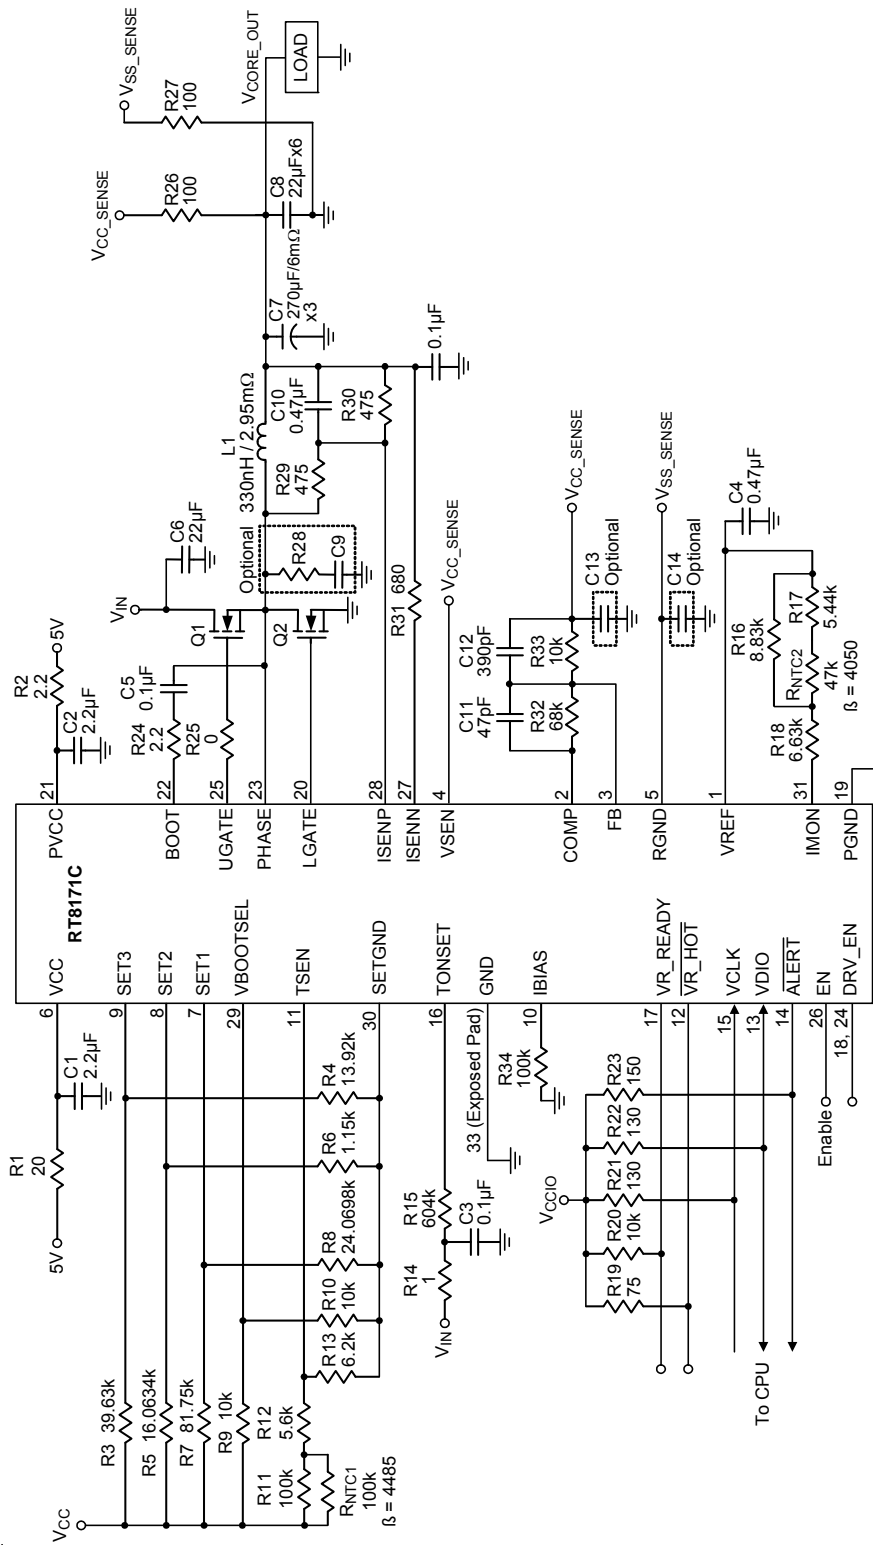 RT8171C
VCC
6
SET3
9
SET2
8
SET1
7
VBOOTSEL
29
TSEN
11
SETGND
30
TONSET
16
GND
33 (Exposed Pad)
IBIAS
10
VR_READY
17
VR_HOT
12
VCLK
15
VDIO
13
ALERT
14
EN
26
DRV_EN
18, 24
PVCC
21
BOOT
22
UGATE
25
PHASE
23
LGATE
20
ISENP
28
ISENN
27
VSEN
4
COMP
2
FB
3
RGND
5
VREF
1
IMON
31
PGND
19
5V
R1
20
C1
2.2µF
VCC
R3 39.63k
R4
13.92k
R5 16.0634k
R6
1.15k
R7 81.75k
R8
24.0698k
R9 10k
R10
10k
R11
100k
RNTC1
100k
ß = 4485
R12
5.6k
R13
6.2k
VIN
R14
1
R15
604k
C3
0.1µF
R34
100k
VCCIO
R19
75
R20
10k
R21
130
R22
130
R23
150
To CPU
Enable
R2
2.2
5V
C2
2.2µF
R24
2.2
C5
0.1µF
R25
0
VIN
C6
22µF
Q1
Q2
Optional
R28
C9
L1
330nH / 2.95mΩ
R29
475
C10
0.47µF
R30
475
R31 680
0.1µF
C7
270µF/6mΩ
x3
C8
22µFx6
VCC_SENSE
R26
100
VSS_SENSE
R27
100
VCORE_OUT
LOAD
VCC_SENSE
C11
47pF
C12
390pF
R32
68k
R33
10k
C13
Optional
VCC_SENSE
C14
Optional
VSS_SENSE
C4
0.47µF
R16
8.83k
R17
5.44k
RNTC2
47k
ß = 4050
R18
6.63k